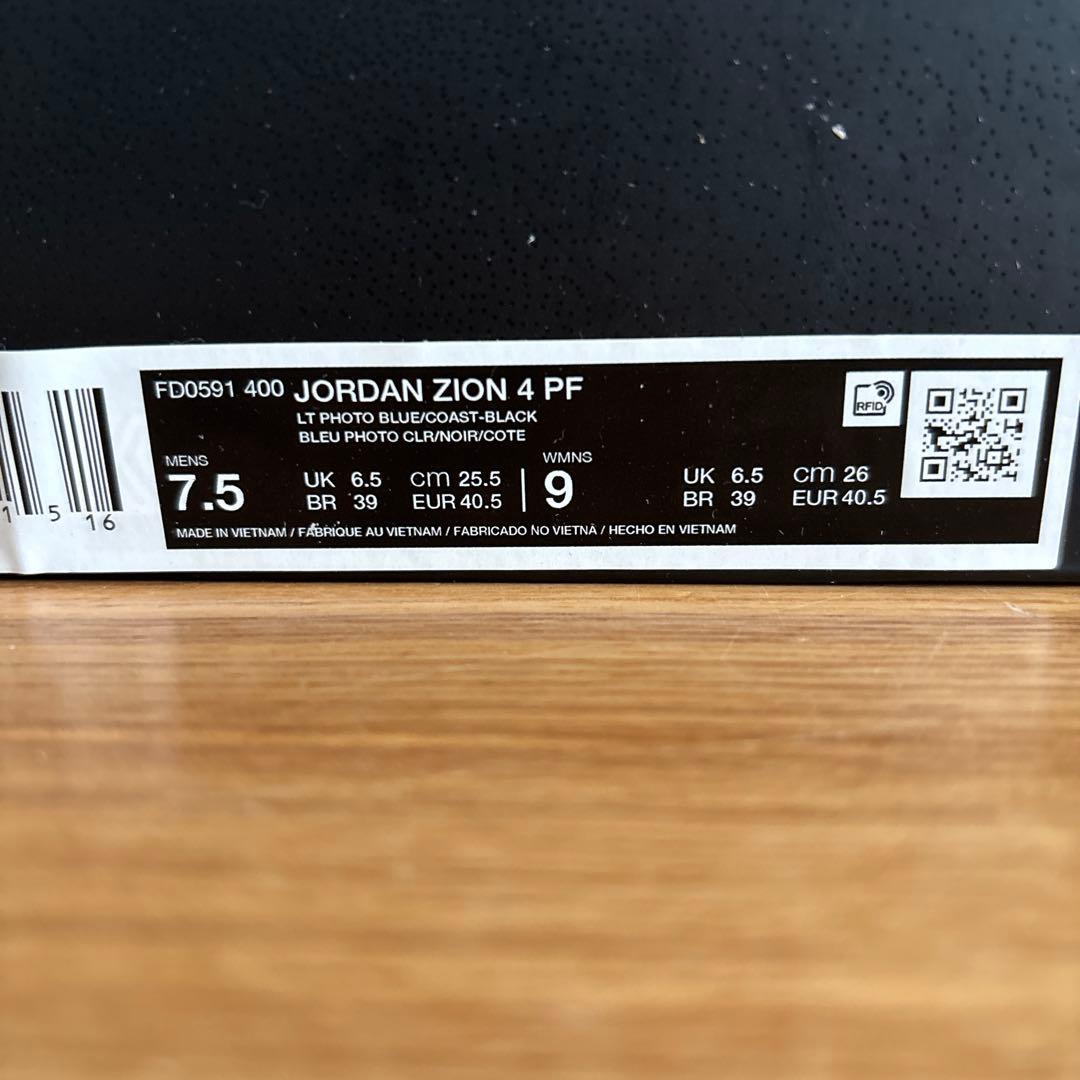 FD0591 400 JORDAN ZION 4 PF
LT PHOTO BLUE/COAST-BLACK
BLEU PHOTO CLR/NOIR/COTE
RFID
MENS
7.5
UK 6.5 cm 25.5
BR 39 EUR 40.5
WMNS
9
UK 6.5 cm 26
BR 39 EUR 40.5
MADE IN VIETNAM / FABRIQUE AU VIETNAM / FABRICADO NO VIETNÃ / HECHO EN VIETNAM
1 5 16